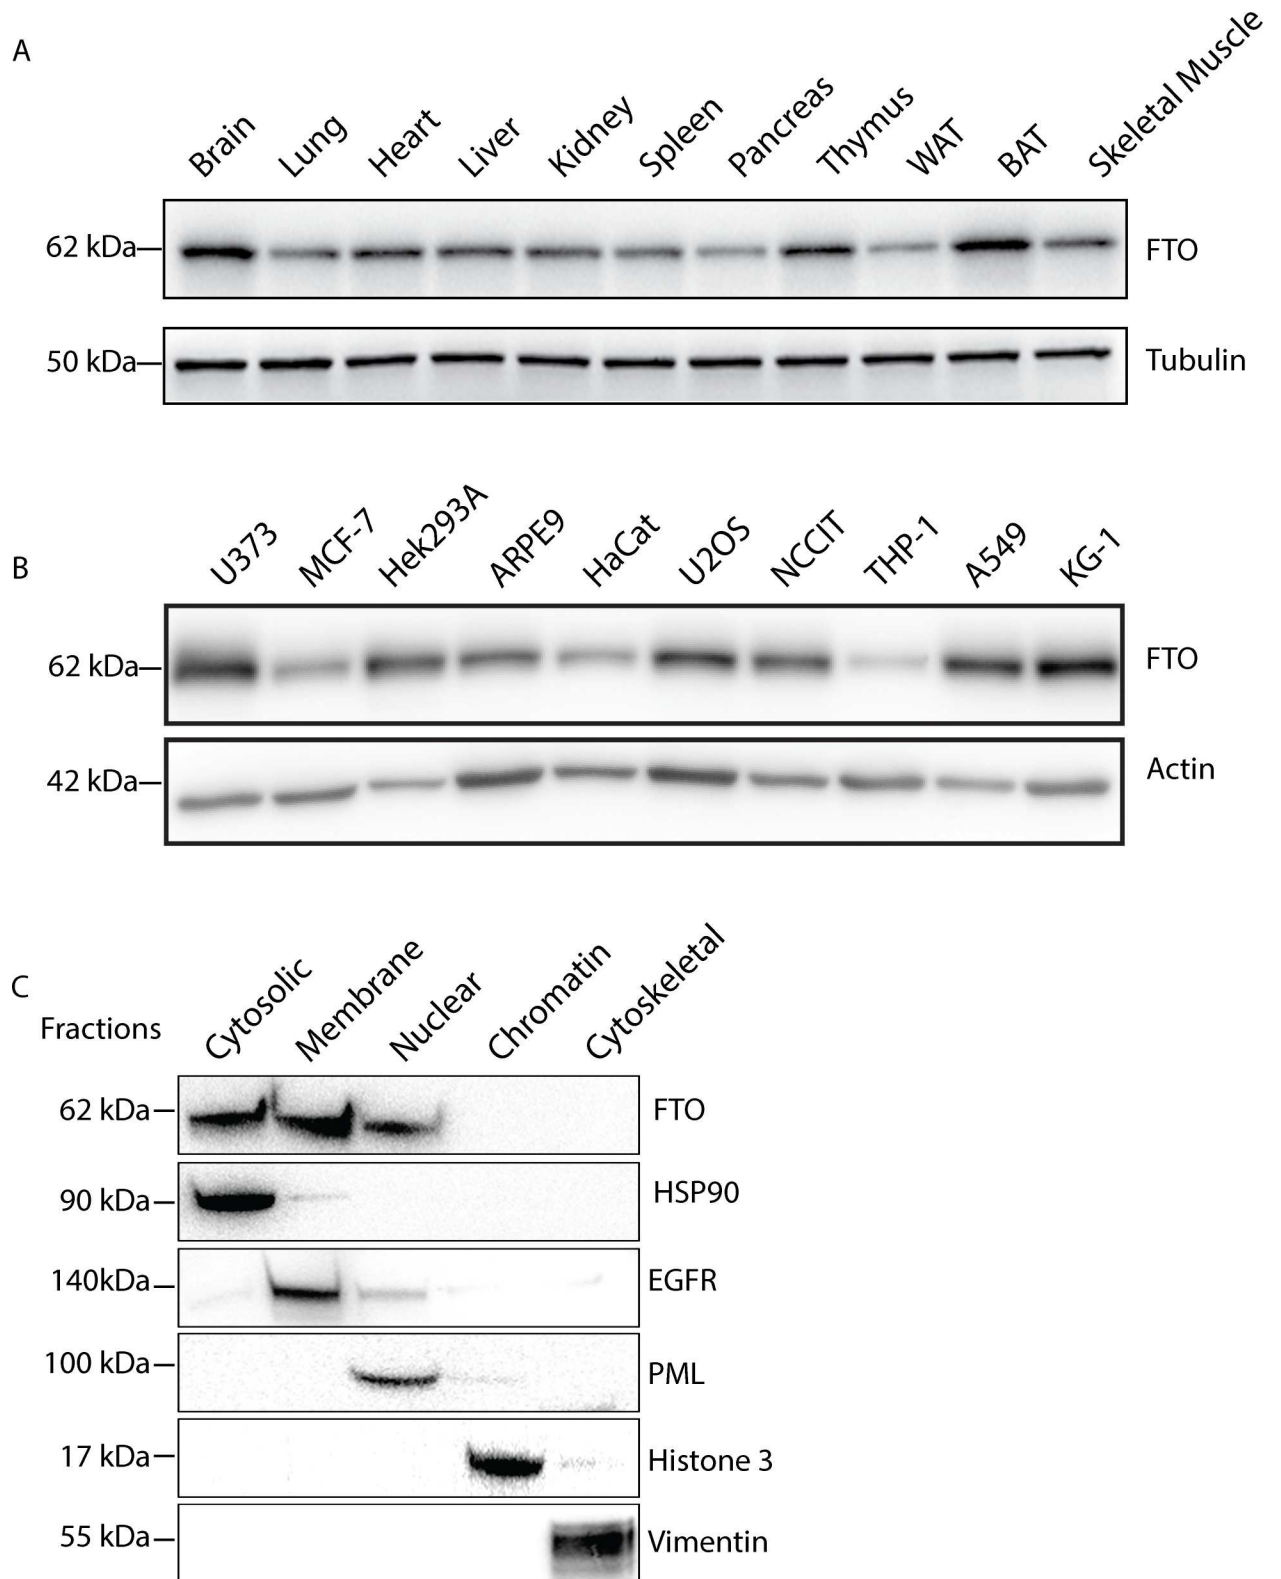 A
Brain Lung Heart Liver Kidney Spleen Pancreas Thymus WAT BAT Skeletal Muscle
62 kDa FTO
50 kDa Tubulin
B
U373 MCF-7 Hek293A ARPE9 HaCat U2OS NCCIT THP-1 A549 KG-1
62 kDa FTO
42 kDa Actin
C
Fractions Cytosolic Membrane Nuclear Chromatin Cytoskeletal
62 kDa FTO
90 kDa HSP90
140kDa EGFR
100 kDa PML
17 kDa Histone 3
55 kDa Vimentin